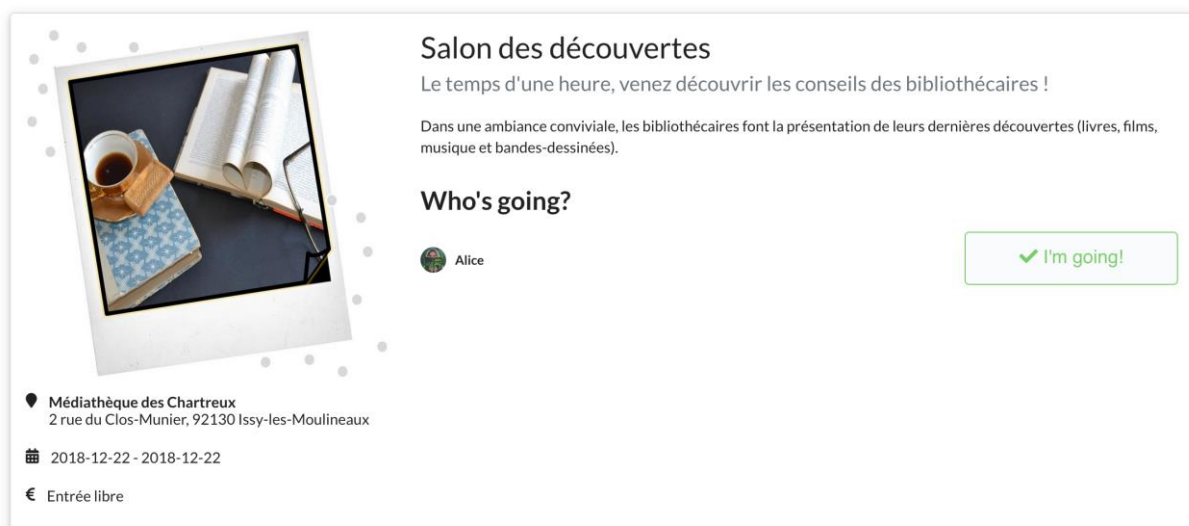 Salon des découvertes
Le temps d'une heure, venez découvrir les conseils des bibliothécaires !
Dans une ambiance conviviale, les bibliothécaires font la présentation de leurs dernières découvertes (livres, films,
musique et bandes-dessinées).
Who's going?
Alice
I'm going!
Médiathèque des Chartreux
2 rue du Clos-Munier, 92130 Issy-les-Moulineaux
2018-12-22 - 2018-12-22
€ Entrée libre